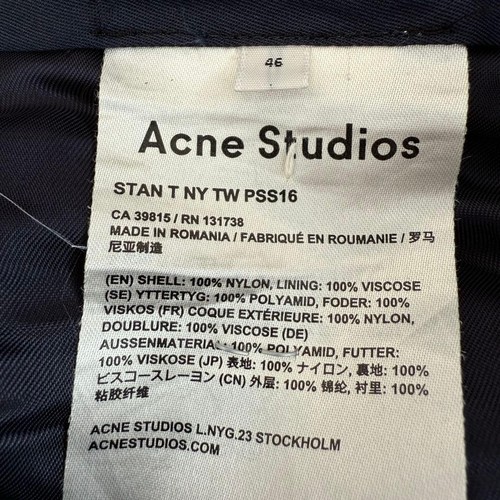 46
Acne Studios
STAN T NY TW PSS16
CA 39815 / RN 131738
MADE IN ROMANIA / FABRIQUÉ EN ROUMANIE / 罗马
尼亚制造
(EN) SHELL: 100% NYLON, LINING: 100% VISCOSE
(SE) YTTERTYG: 100% POLYAMID, FODER: 100%
VISKOS (FR) COQUE EXTÉRIEURE: 100% NYLON,
DOUBLURE: 100% VISCOSE (DE)
AUSSENMATERIAL: 100% POLYAMID, FUTTER:
100% VISKOSE (JP) 表地: 100% ナイロン, 裏地: 100%
ビスコースレーヨン (CN) 外层: 100% 锦纶, 衬里: 100%
粘胶纤维
ACNE STUDIOS L.NYG.23 STOCKHOLM
ACNESTUDIOS.COM